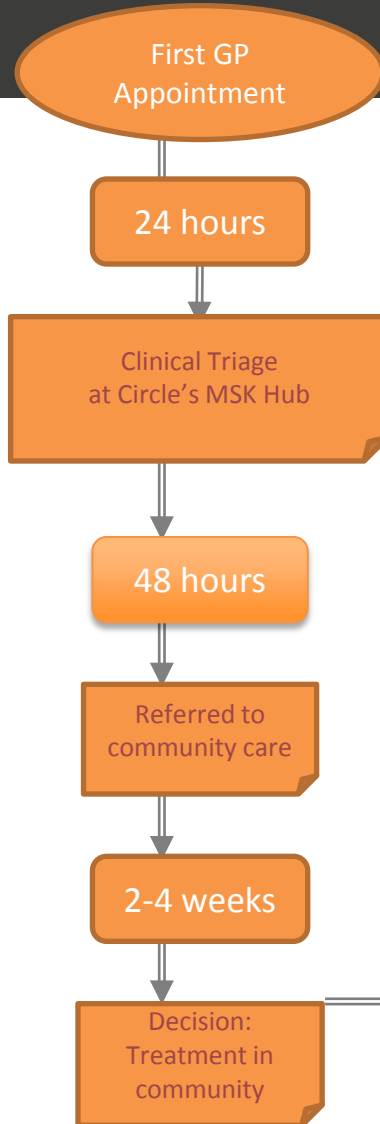 First GP
Appointment
24 hours
Clinical Triage
at Circle’s MSK Hub
48 hours
Referred to
community care
2-4 weeks
Decision:
Treatment in
community